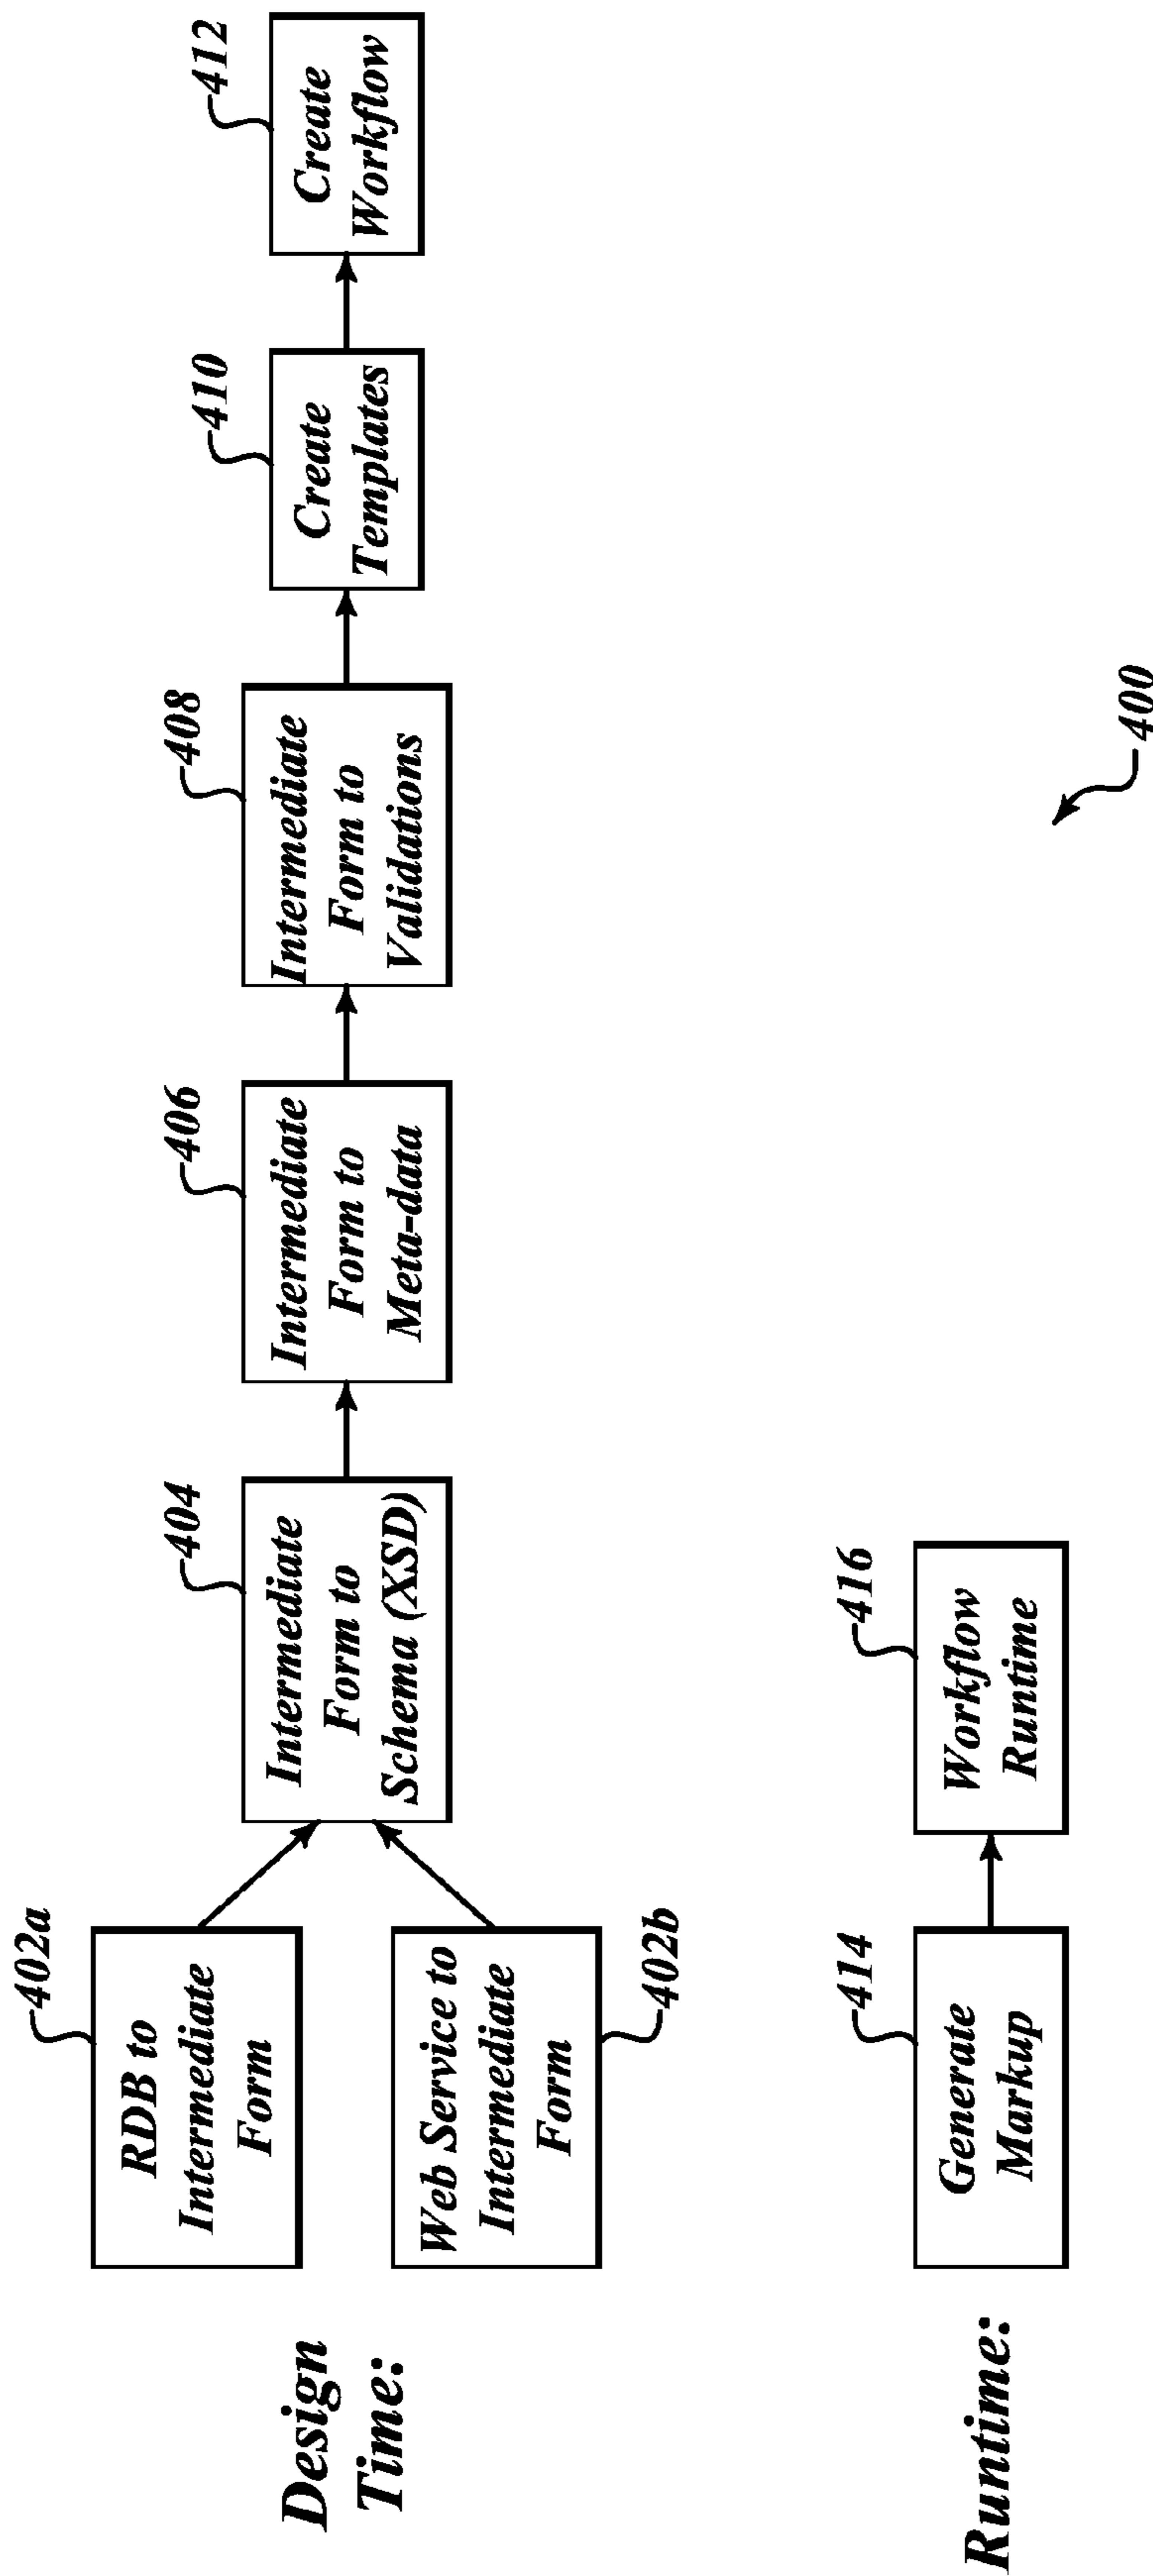 Design
Time:
402a
RDB to
Intermediate
Form
Web Service to
Intermediate
Form
402b
404
Intermediate
Form to
Schema (XSD)
406
Intermediate
Form to
Meta-data
408
Intermediate
Form to
Validations
410
Create
Templates
412
Create
Workflow
Runtime:
414
Generate
Markup
416
Workflow
Runtime
400